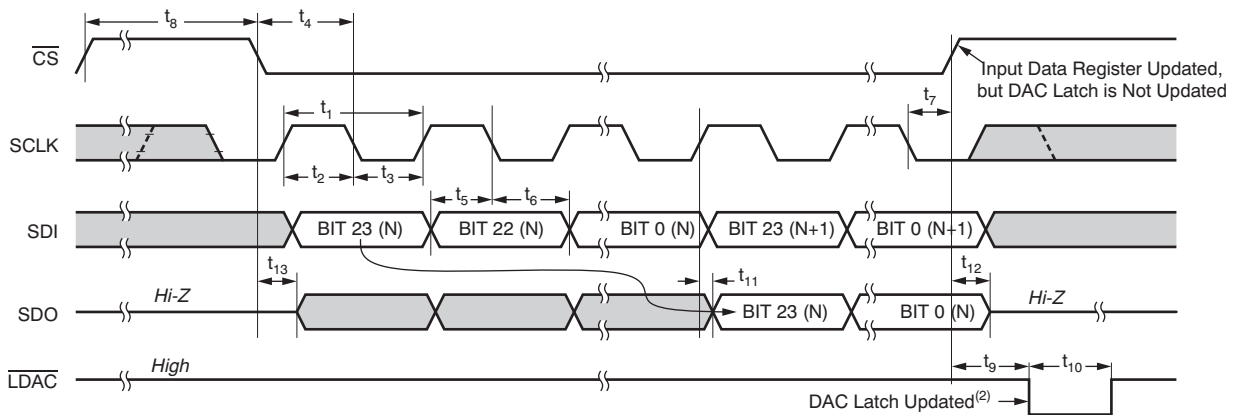 t8
t4
CS
Input Data Register Updated,
but DAC Latch is Not Updated
t1
t7
SCLK
t2
t3
t5
t6
SDI
BIT 23 (N)
BIT 22 (N)
BIT 0 (N)
BIT 23 (N+1)
BIT 0 (N+1)
t13
t11
t12
Hi-Z
Hi-Z
SDO
BIT 23 (N)
BIT 0 (N)
High
t9
t10
LDAC
DAC Latch Updated(2)